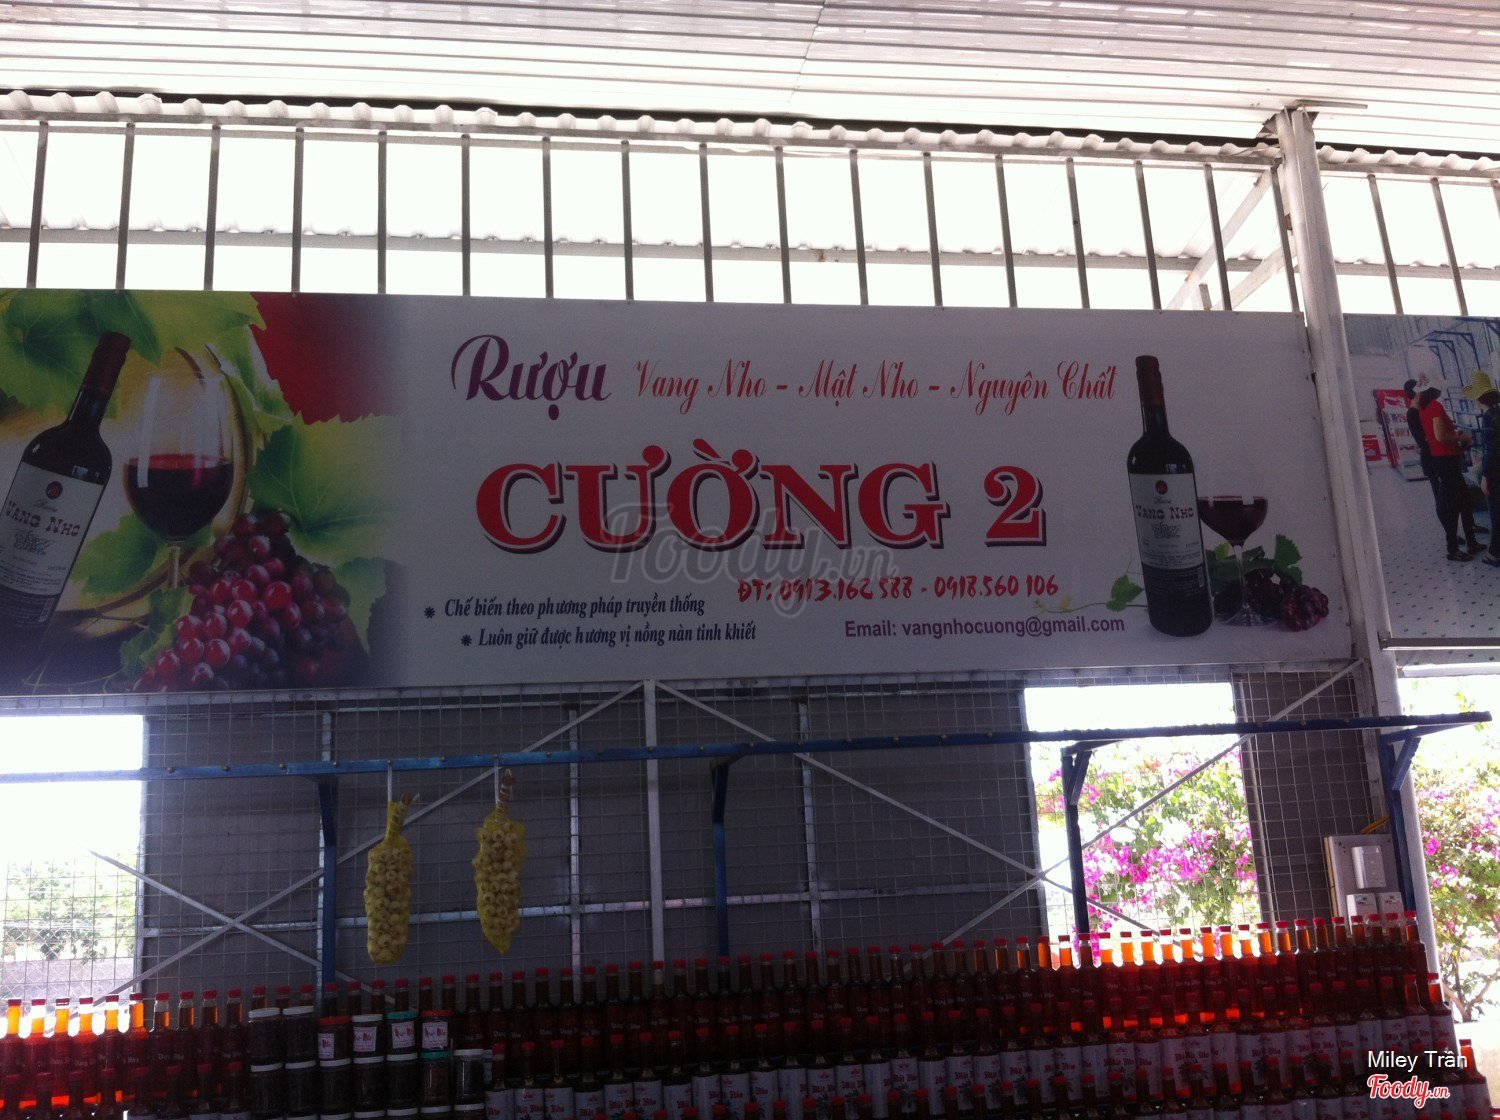 Rượu Vang Nho - Mật Nho - Nguyên Chất
CƯỜNG 2
ĐT: 0913.162 588 - 0918.560 106
* Chế biến theo phương pháp truyền thống
* Luôn giữ được hương vị nồng nàn tinh khiết
Email: vangnhocuong@gmail.com
VANG NHO
VANG NHO
Foody.vn
Miley Trần
Foody.vn